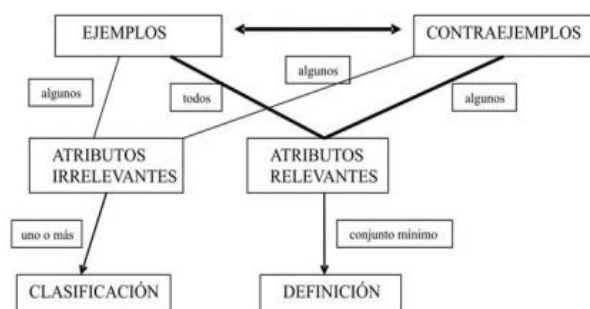 EJEMPLOS
CONTRAEJEMPLOS
algunos
todos
algunos
algunos
ATRIBUTOS
IRRELEVANTES
ATRIBUTOS
RELEVANTES
uno o más
conjunto mínimo
CLASIFICACIÓN
DEFINICIÓN